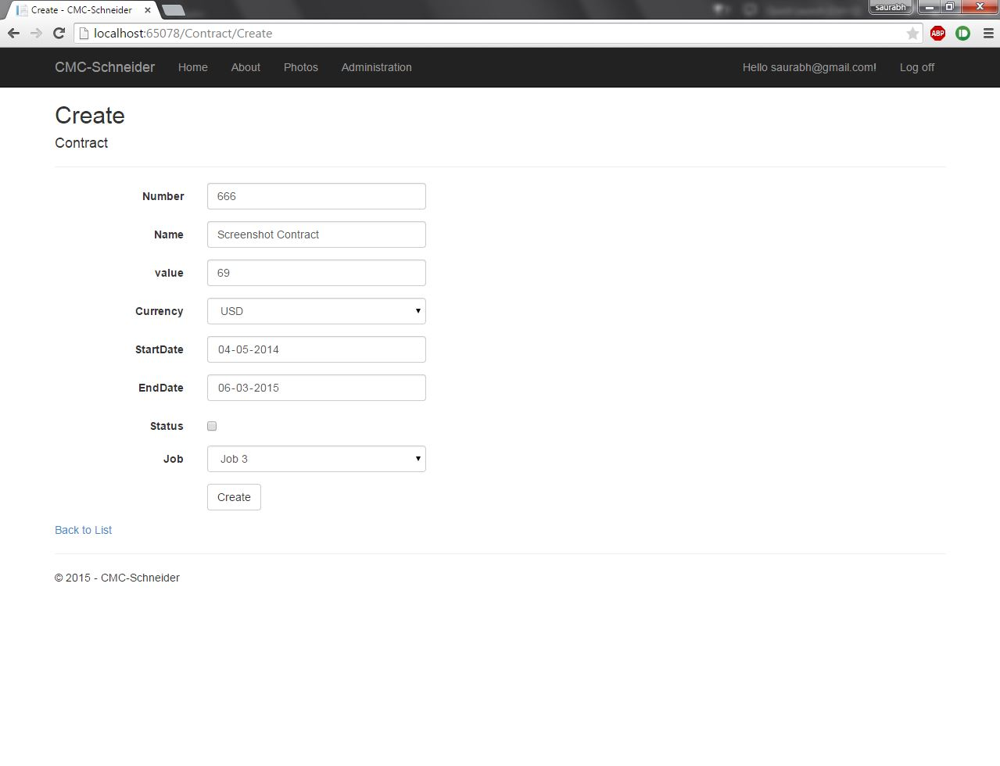 Create - CMC-Schneider
saurabh
localhost:65078/Contract/Create
ABP
CMC-Schneider Home About Photos Administration Hello saurabh@gmail.com! Log off
Create
Contract
Number 666
Name Screenshot Contract
value 69
Currency USD
StartDate 04-05-2014
EndDate 06-03-2015
Status
Job Job 3
Create
Back to List
© 2015 - CMC-Schneider